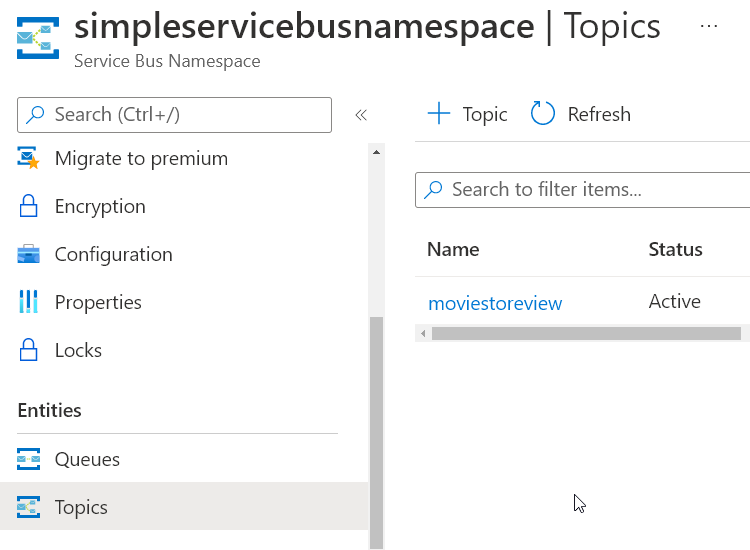 simpleservicebusnamespace | Topics ...
Service Bus Namespace
Search (Ctrl+/)
Migrate to premium
Encryption
Configuration
Properties
Locks
Entities
Queues
Topics
Topic Refresh
Search to filter items...
Name Status
moviestoreview Active